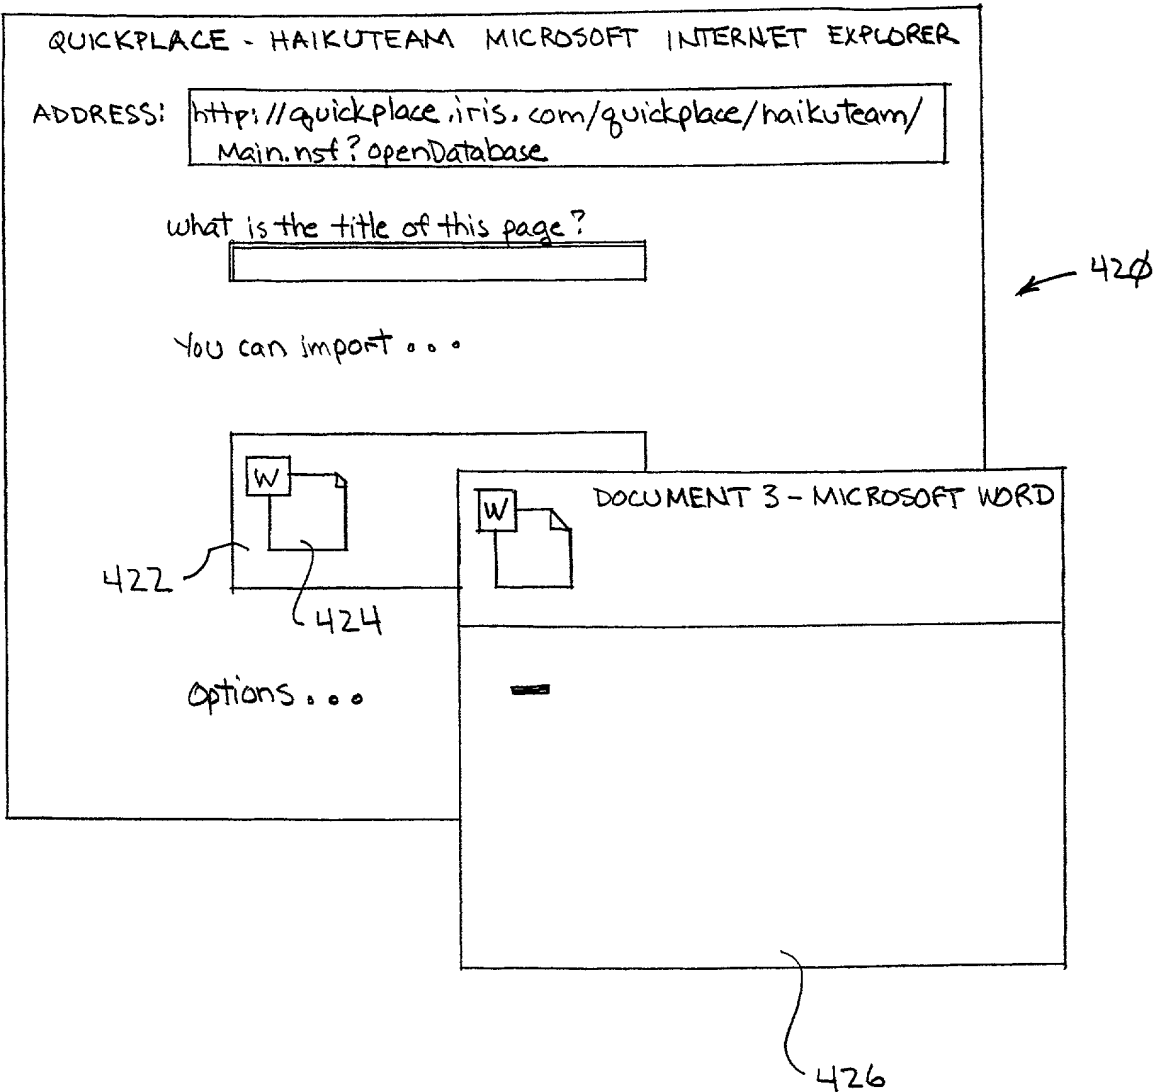 QUICKPLACE - HAIKUTEAM MICROSOFT INTERNET EXPLORER
ADDRESS: http://quickplace.iris.com/quickplace/haikuteam/
Main.nsf?openDatabase
What is the title of this page?
420
You can import...
W
W DOCUMENT 3 - MICROSOFT WORD
422
424
Options...
426